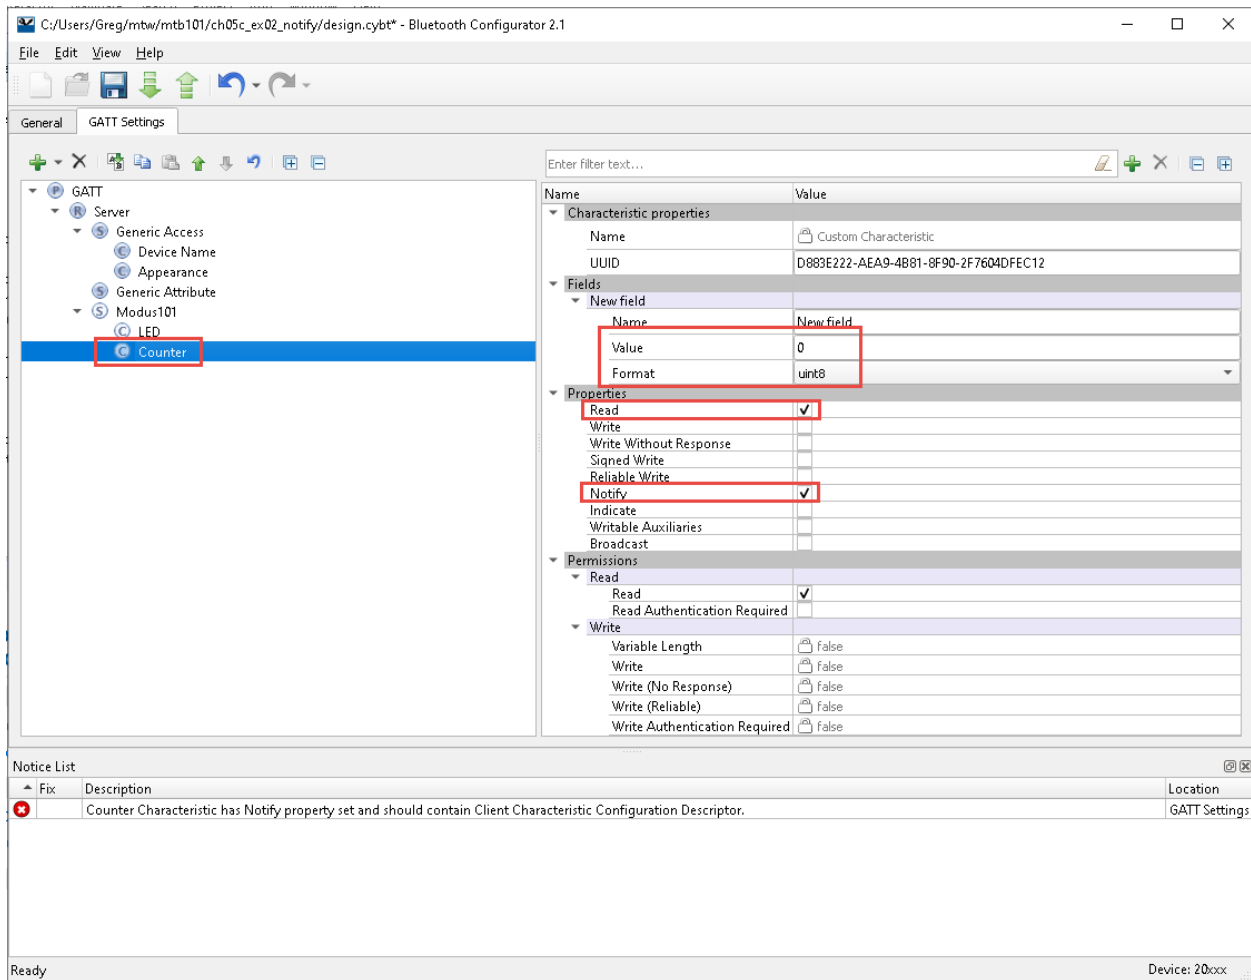 C:/Users/Greg/mtw/mtb101/ch05c_ex02_notify/design.cybt* - Bluetooth Configurator 2.1
File Edit View Help
General GATT Settings
Enter filter text...
P GATT
R Server
S Generic Access
C Device Name
C Appearance
S Generic Attribute
S Modus101
C LED
C Counter
Name Value
Characteristic properties
Name Custom Characteristic
UUID D883E222-AEA9-4B81-8F90-2F7604DFEC12
Fields
New field
Name New field
Value 0
Format uint8
Properties
Read
Write
Write Without Response
Signed Write
Reliable Write
Notify
Indicate
Writable Auxiliaries
Broadcast
Permissions
Read
Read
Read Authentication Required
Write
Variable Length false
Write false
Write (No Response) false
Write (Reliable) false
Write Authentication Required false
Notice List
Fix Description Location
Counter Characteristic has Notify property set and should contain Client Characteristic Configuration Descriptor. GATT Settings
Ready Device: 20xxx